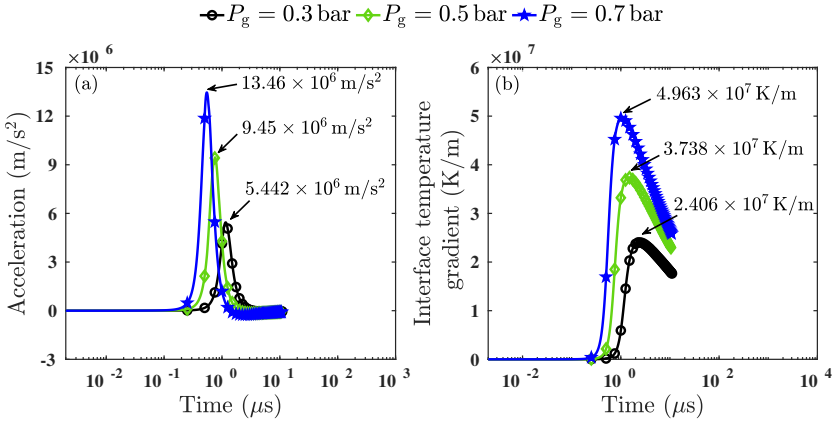 P_g = 0.3 bar P_g = 0.5 bar P_g = 0.7 bar
×10^6
(a)
13.46 × 10^6 m/s^2
9.45 × 10^6 m/s^2
5.442 × 10^6 m/s^2
15
12
9
6
3
0
-3
Acceleration (m/s^2)
10^-2 10^-1 10^0 10^1 10^2 10^3
Time (μs)
×10^7
(b)
4.963 × 10^7 K/m
3.738 × 10^7 K/m
2.406 × 10^7 K/m
6
5
4
3
2
1
0
Interface temperature
gradient (K/m)
10^-2 10^0 10^2 10^4
Time (μs)